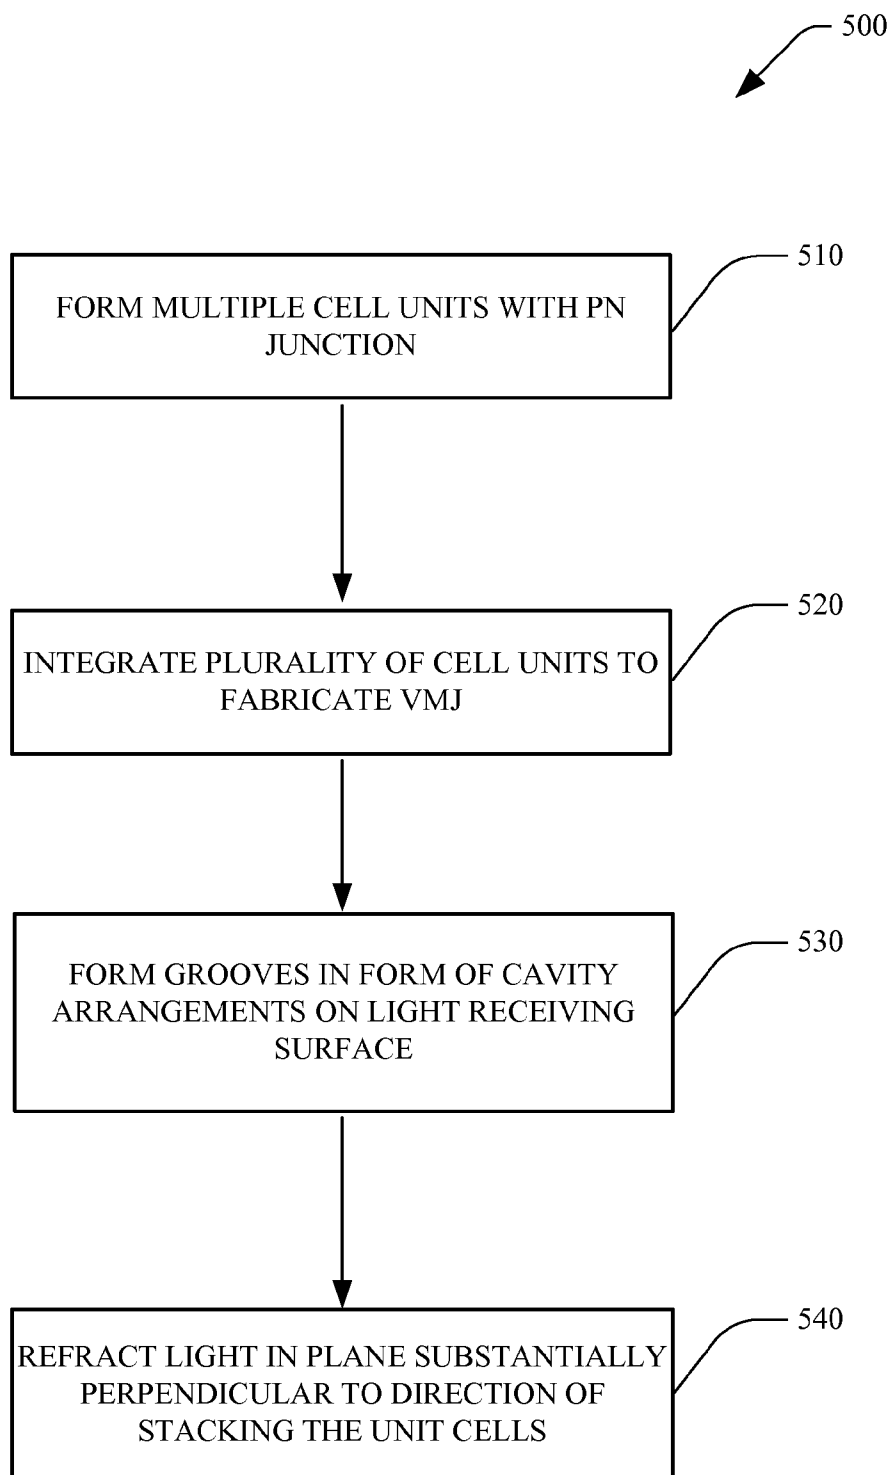 500
510
FORM MULTIPLE CELL UNITS WITH PN
JUNCTION
520
INTEGRATE PLURALITY OF CELL UNITS TO
FABRICATE VMJ
530
FORM GROOVES IN FORM OF CAVITY
ARRANGEMENTS ON LIGHT RECEIVING
SURFACE
540
REFRACT LIGHT IN PLANE SUBSTANTIALLY
PERPENDICULAR TO DIRECTION OF
STACKING THE UNIT CELLS